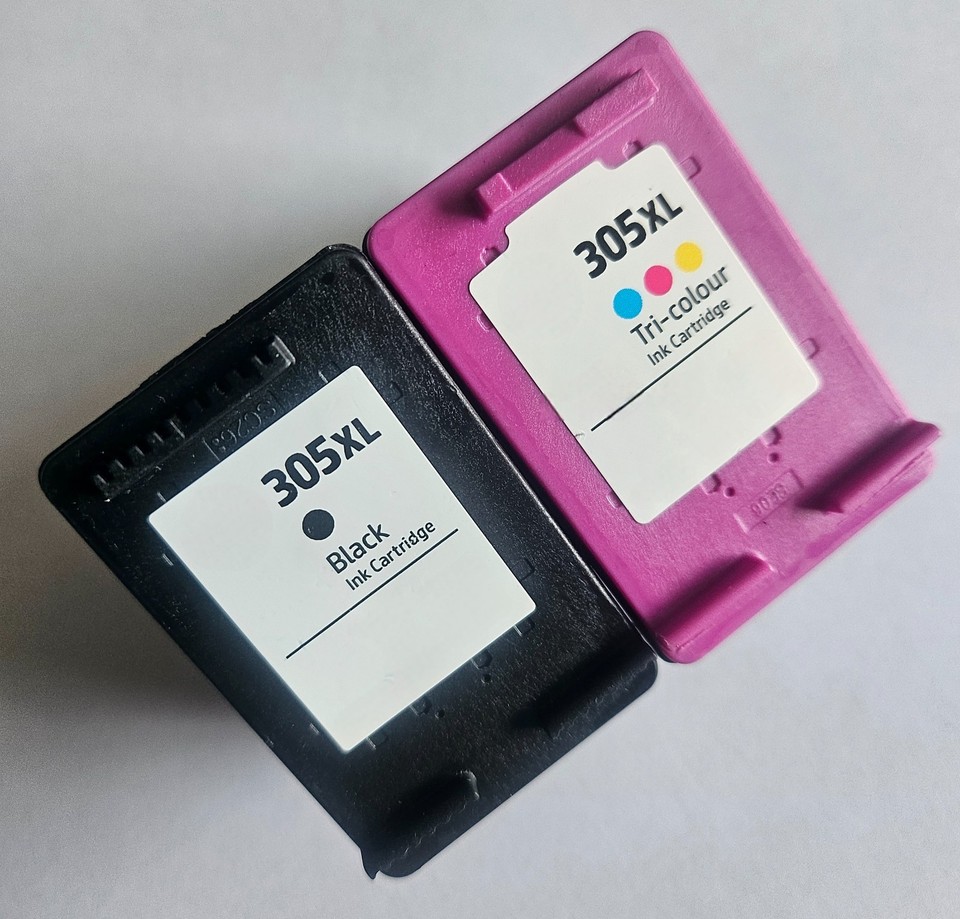 305XL
Black
Ink Cartridge
305XL
Tri-colour
Ink Cartridge